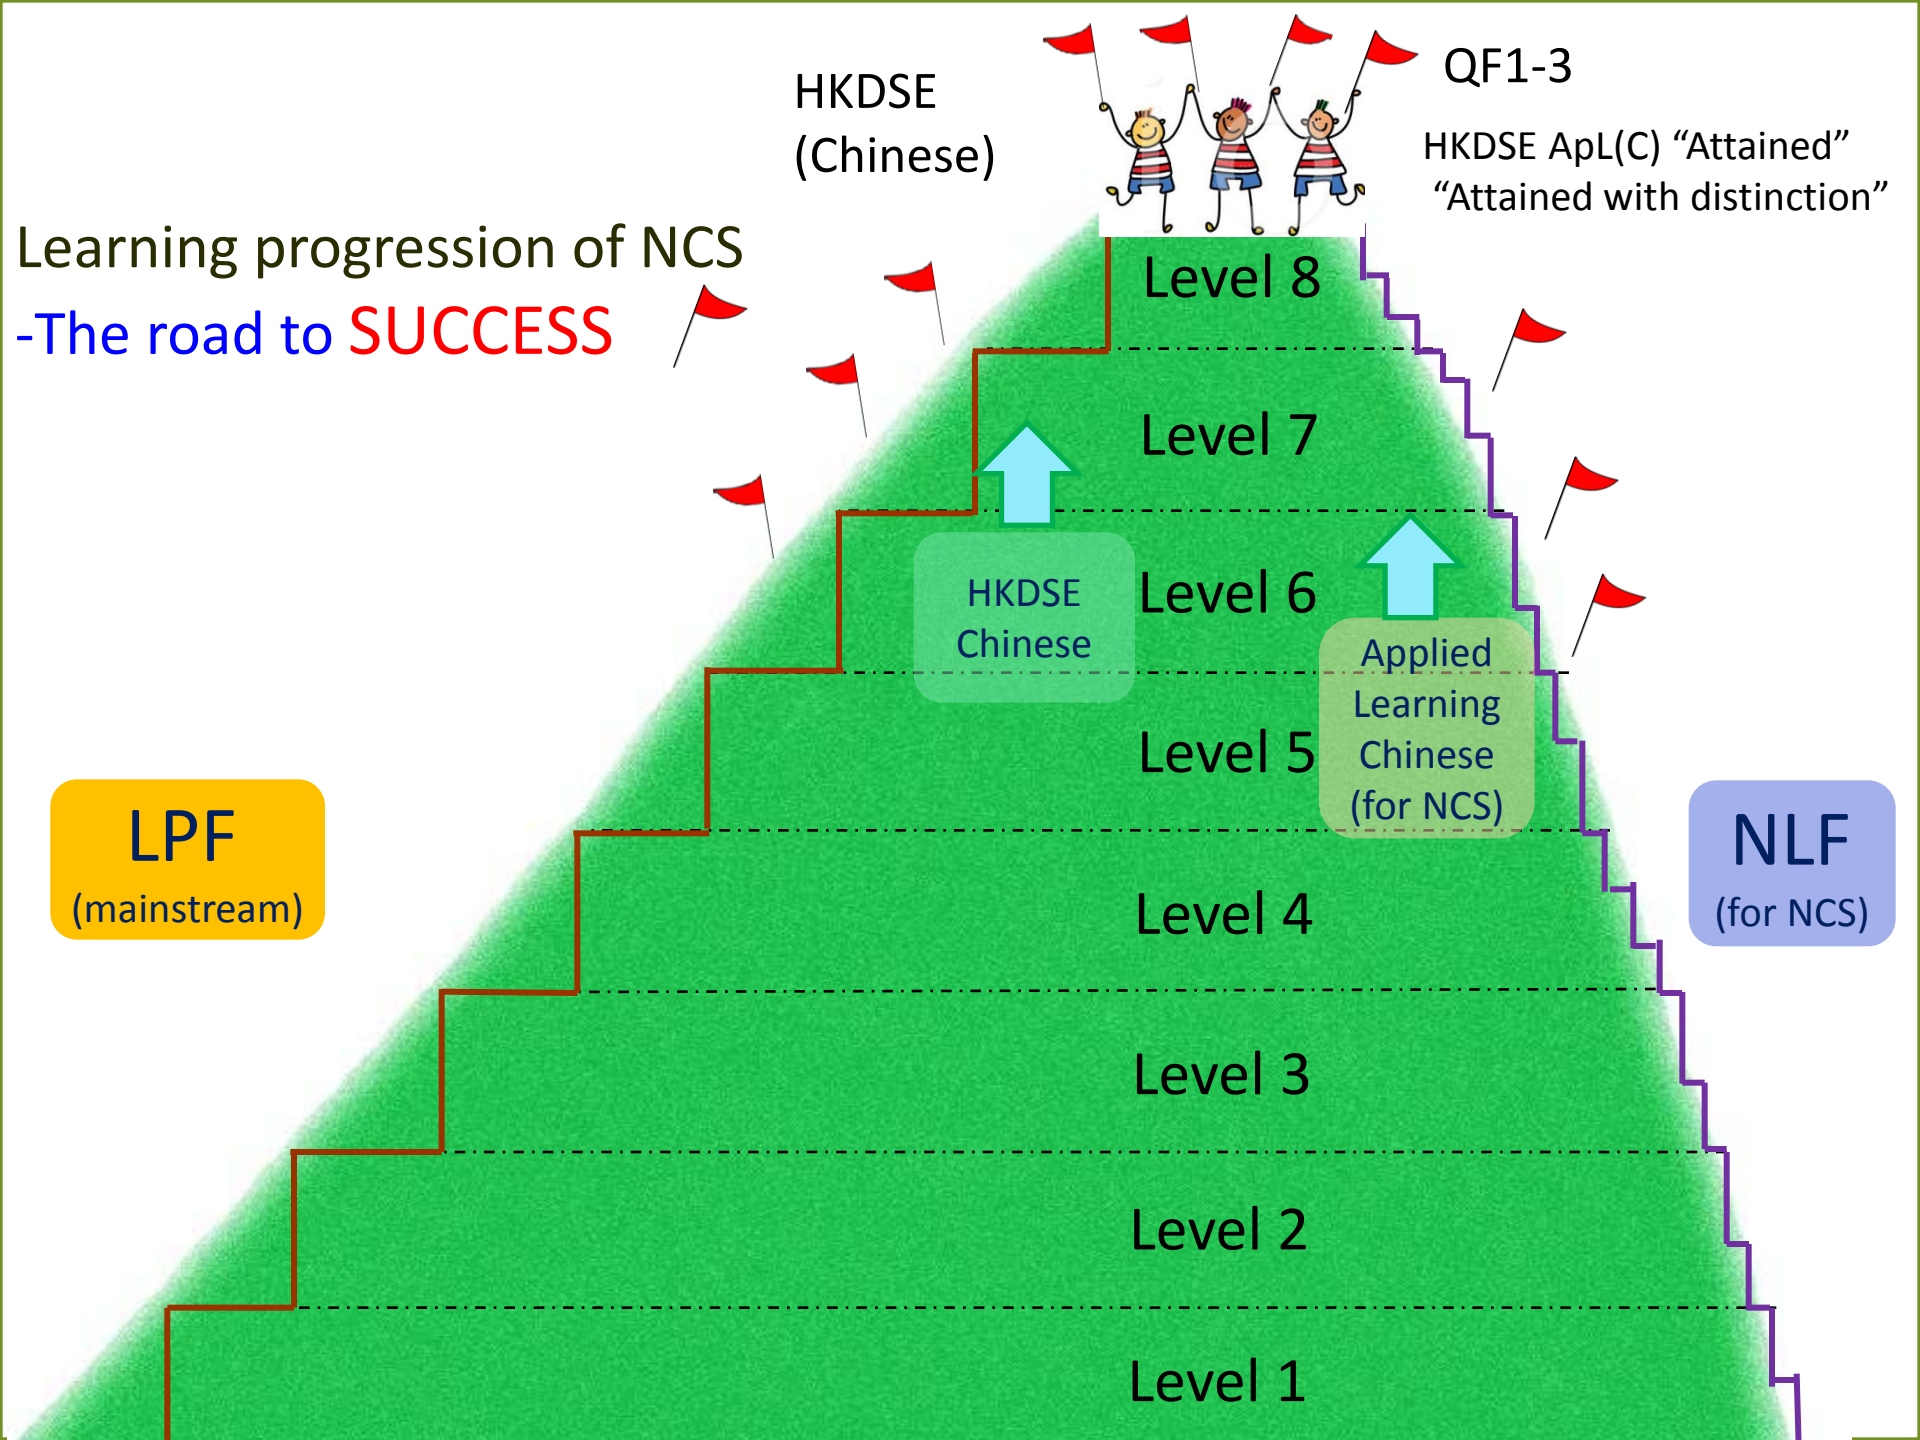 HKDSE
(Chinese)
QF1-3
HKDSE ApL(C) “Attained”
“Attained with distinction”
Learning progression of NCS
-The road to SUCCESS
Level 8
Level 7
HKDSE
Chinese
Level 6
Applied
Learning
Chinese
(for NCS)
Level 5
LPF
(mainstream)
NLF
(for NCS)
Level 4
Level 3
Level 2
Level 1